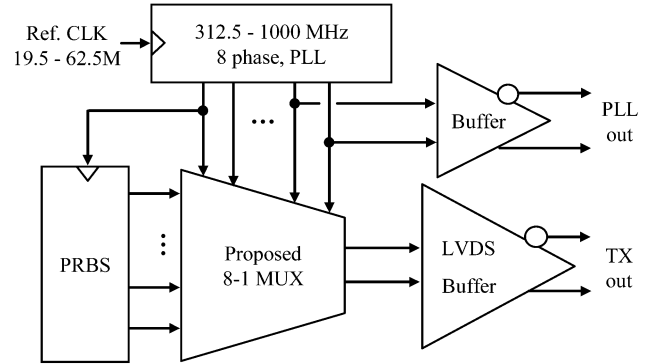 Ref. CLK
19.5 - 62.5M
312.5 - 1000 MHz
8 phase, PLL
...
Buffer
PLL
out
PRBS
...
Proposed
8-1 MUX
LVDS
Buffer
TX
out